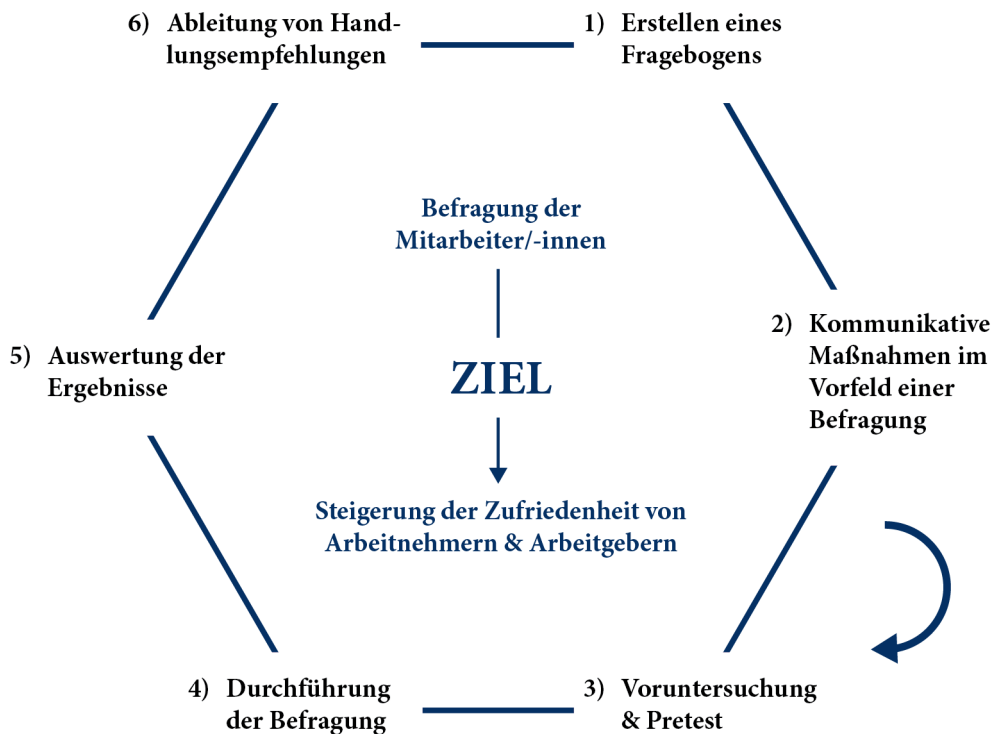 6) Ableitung von Hand-
lungsempfehlungen
1) Erstellen eines
Fragebogens
Befragung der
Mitarbeiter/-innen
2) Kommunikative
Maßnahmen im
Vorfeld einer
Befragung
5) Auswertung der
Ergebnisse
ZIEL
Steigerung der Zufriedenheit von
Arbeitnehmern & Arbeitgebern
4) Durchführung
der Befragung
3) Voruntersuchung
& Pretest